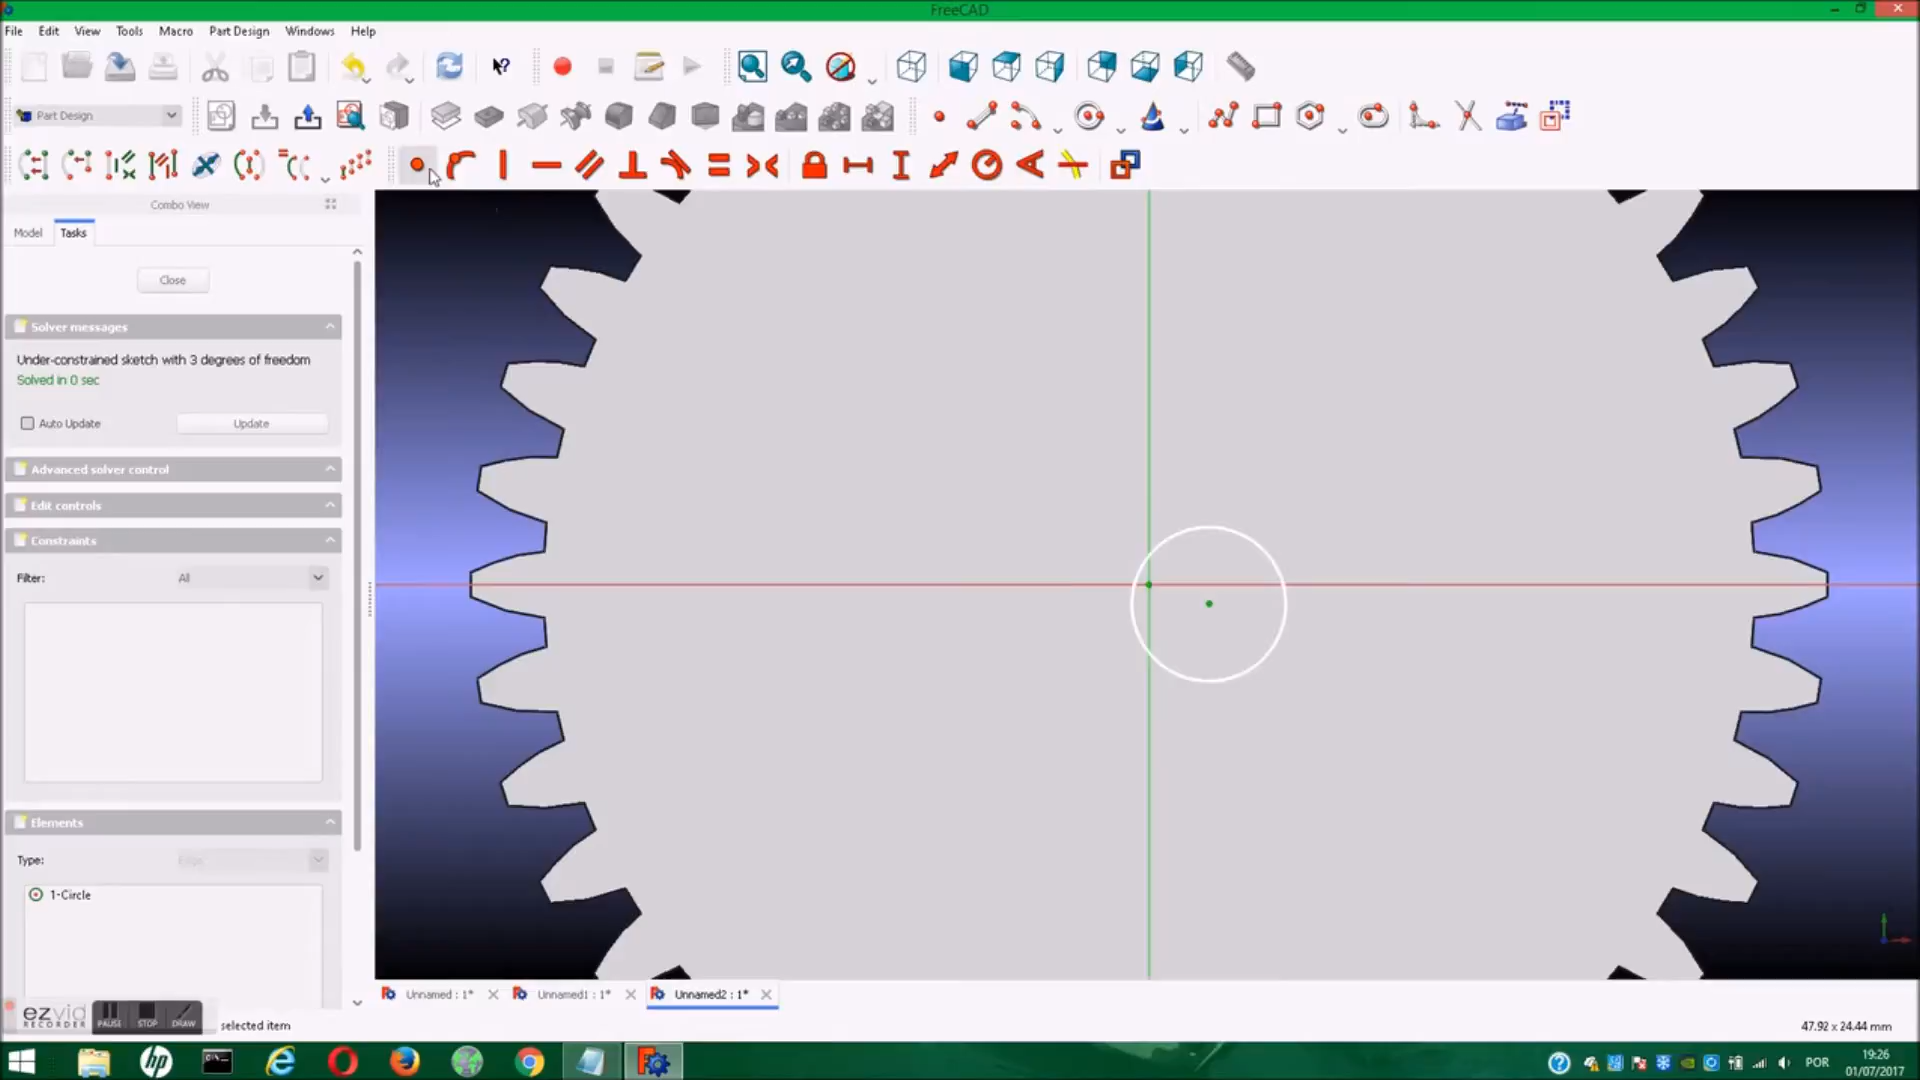 FreeCAD
File Edit View Tools Macro Part Design Windows Help
Part Design
Combo View
Model Tasks
Close
Solver messages
Under-constrained sketch with 3 degrees of freedom
Solved in 0 sec
Auto Update Update
Advanced solver control
Edit controls
Constraints
Filter: All
Elements
Type: Edge
1-Circle
Unnamed : 1* Unnamed1 : 1* Unnamed2 : 1*
ezvid
RECORDER
PAUSE STOP DRAW
selected item
47.92 x 24.44 mm
POR
19:26
01/07/2017